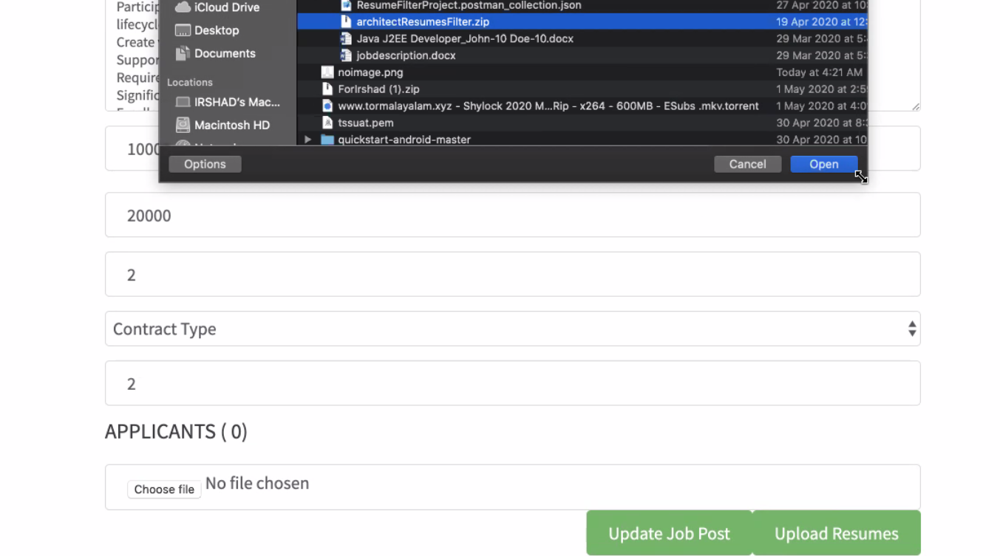 Particip
iCloud Drive
ResumeFilterProject.postman_collection.json
27 Apr 2020 at 10:
lifecycl
architectResumesFilter.zip
19 Apr 2020 at 12:
Desktop
Create
Java J2EE Developer_John-10 Doe-10.docx
29 Mar 2020 at 5:
Documents
Suppor
jobdescription.docx
29 Mar 2020 at 5:
Require
Locations
noimage.png
Today at 4:21 AM
Signific
ForIrshad (1).zip
1 May 2020 at 2:5
IRSHAD's Mac...
www.tormalayalam.xyz - Shylock 2020 M...Rip - x264 - 600MB - ESubs .mkv.torrent
1 May 2020 at 4:0
Macintosh HD
tssuat.pem
30 Apr 2020 at 8:
quickstart-android-master
30 Apr 2020 at 10
1000
Options
Cancel
Open
20000
2
Contract Type
2
APPLICANTS ( 0)
Choose file No file chosen
Update Job Post
Upload Resumes